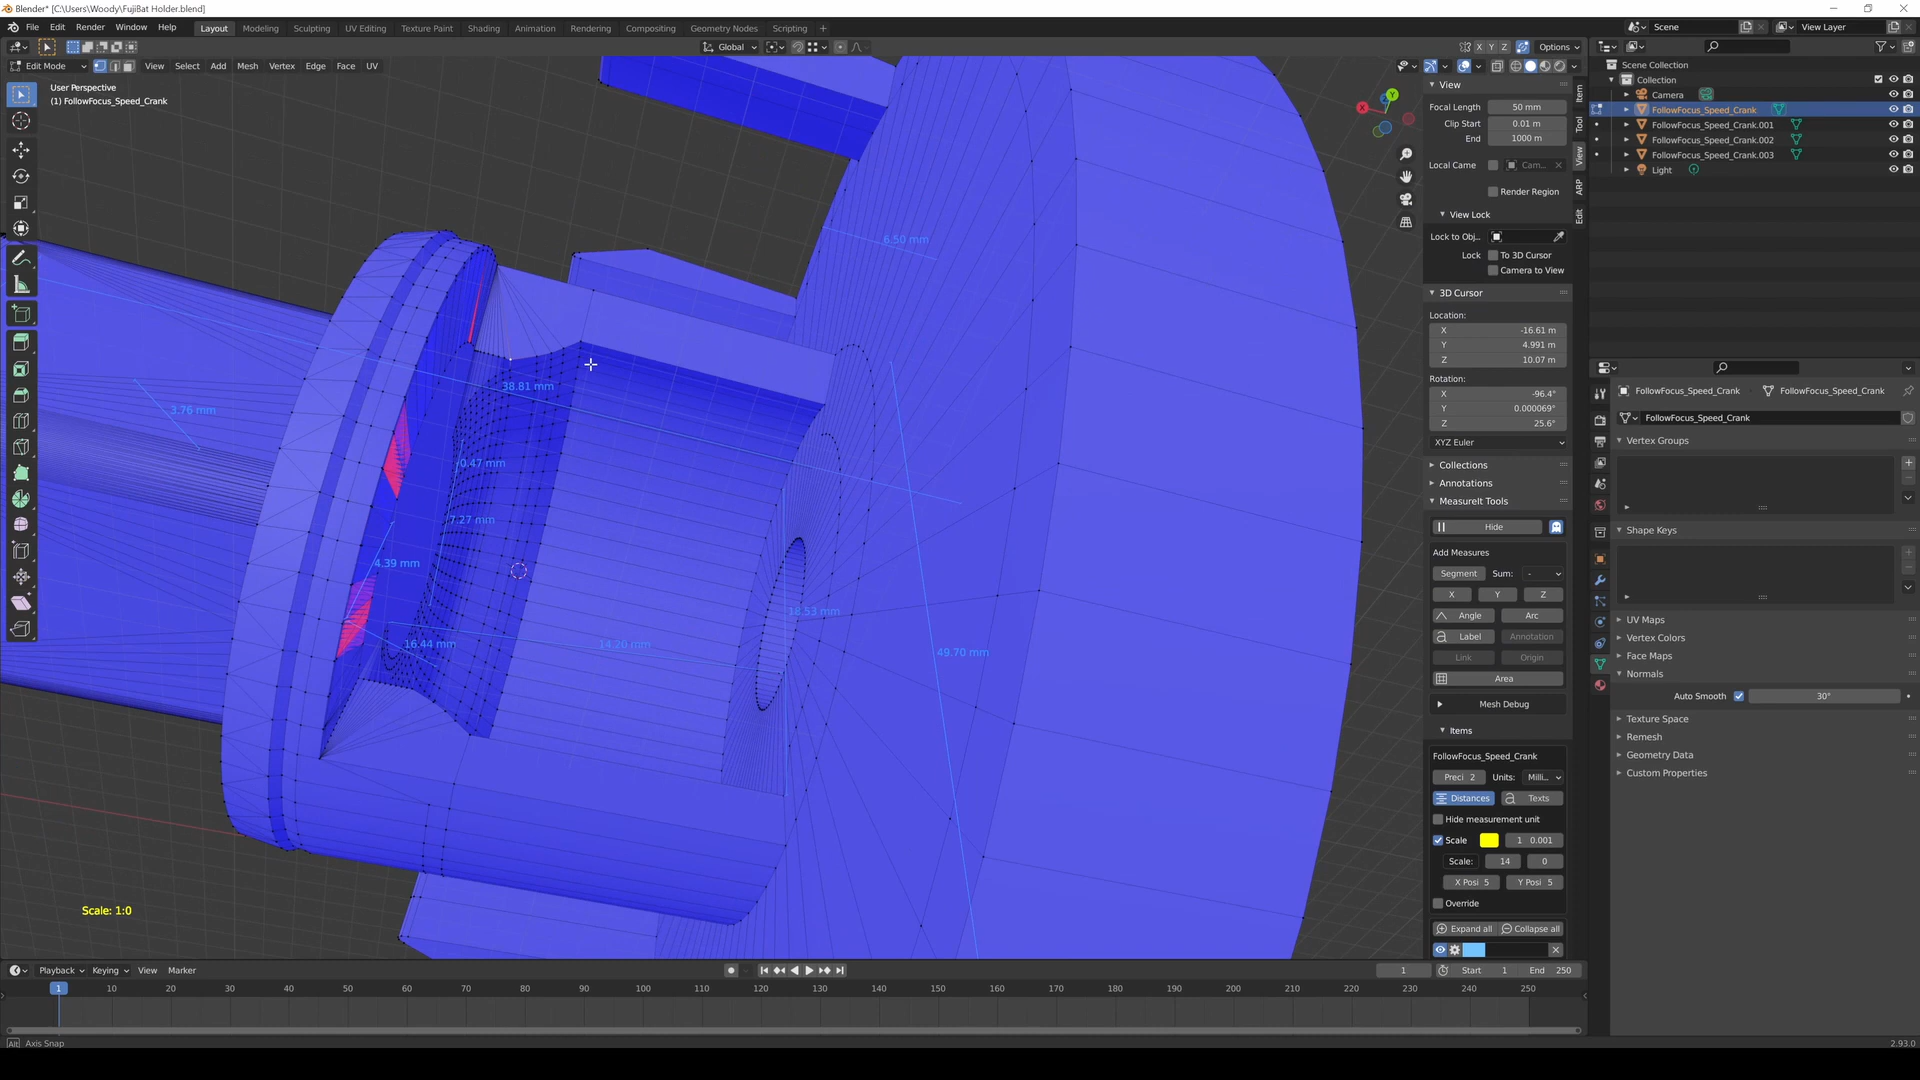 Blender* [C:\Users\Woody\FujiBat Holder.blend]
File Edit Render Window Help Layout Modeling Sculpting UV Editing Texture Paint Shading Animation Rendering Compositing Geometry Nodes Scripting +
Scene View Layer
Global X Y Z Options
Edit Mode View Select Add Mesh Vertex Edge Face UV
User Perspective
(1) FollowFocus_Speed_Crank
6.50 mm
38.81 mm
3.76 mm
0.47 mm
7.27 mm
4.39 mm
18.53 mm
16.44 mm
14.20 mm
49.70 mm
Scale: 1:0
X Y
Item
Tool
View
ARP
Edit
View
Focal Length 50 mm
Clip Start 0.01 m
End 1000 m
Local Came Cam...
Render Region
View Lock
Lock to Obj...
Lock To 3D Cursor
Camera to View
3D Cursor
Location:
X -16.61 m
Y 4.991 m
Z 10.07 m
Rotation:
X -96.4°
Y 0.000069°
Z 25.6°
XYZ Euler
Collections
Annotations
MeasureIt Tools
Hide
Add Measures
Segment Sum: -
X Y Z
Angle Arc
Label Annotation
Link Origin
Area
Mesh Debug
Items
FollowFocus_Speed_Crank
Preci 2 Units: Milli...
Distances Texts
Hide measurement unit
Scale 1 0.001
Scale: 14 0
X Posi 5 Y Posi 5
Override
Expand all Collapse all
Scene Collection
Collection
Camera
FollowFocus_Speed_Crank
FollowFocus_Speed_Crank.001
FollowFocus_Speed_Crank.002
FollowFocus_Speed_Crank.003
Light
FollowFocus_Speed_Crank FollowFocus_Speed_Crank
FollowFocus_Speed_Crank
Vertex Groups
Shape Keys
UV Maps
Vertex Colors
Face Maps
Normals
Auto Smooth 30°
Texture Space
Remesh
Geometry Data
Custom Properties
Playback Keying View Marker 1 Start 1 End 250
1 10 20 30 40 50 60 70 80 90 100 110 120 130 140 150 160 170 180 190 200 210 220 230 240 250
Alt Axis Snap 2.93.0